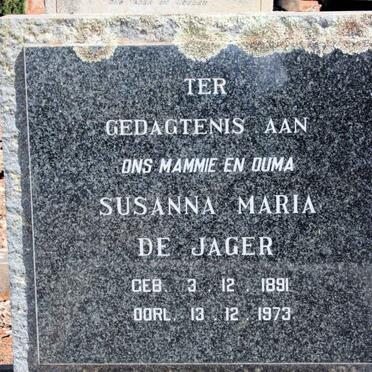 TER
GEDAGTENIS AAN
ONS MAMMIE EN OUMA
SUSANNA MARIA
DE JAGER
GEB. 3.12.1891
OORL. 13.12.1973